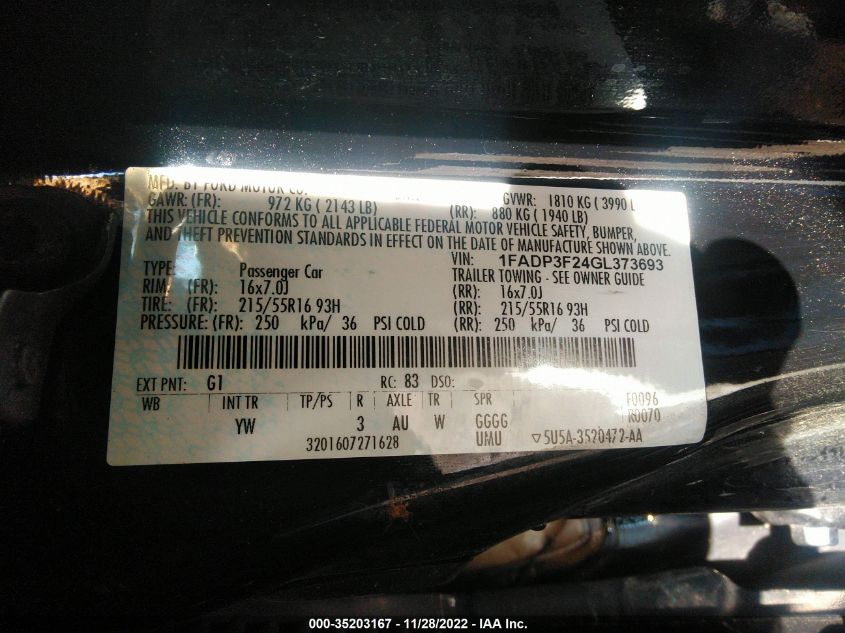 MFD. BY FORD MOTOR CO.
GVWR: 1810 KG ( 3990 L
GAWR: (FR): 972 KG ( 2143 LB) (RR): 880 KG ( 1940 LB)
THIS VEHICLE CONFORMS TO ALL APPLICABLE FEDERAL MOTOR VEHICLE SAFETY, BUMPER,
AND THEFT PREVENTION STANDARDS IN EFFECT ON THE DATE OF MANUFACTURE SHOWN ABOVE.
VIN: 1FADP3F24GL373693
TYPE: Passenger Car TRAILER TOWING - SEE OWNER GUIDE
RIM: (FR): 16x7.0J (RR): 16x7.0J
TIRE: (FR): 215/55R16 93H (RR): 215/55R16 93H
PRESSURE: (FR): 250 kPa/ 36 PSI COLD (RR): 250 kPa/ 36 PSI COLD
EXT PNT: G1 RC: 83 DSO:
WB INT TR TP/PS R AXLE TR SPR F0096
R0070
YW 3 AU W GGGG
3201607271628 UMU ▽5U5A-3520472-AA
000-35203167 - 11/28/2022 - IAA Inc.